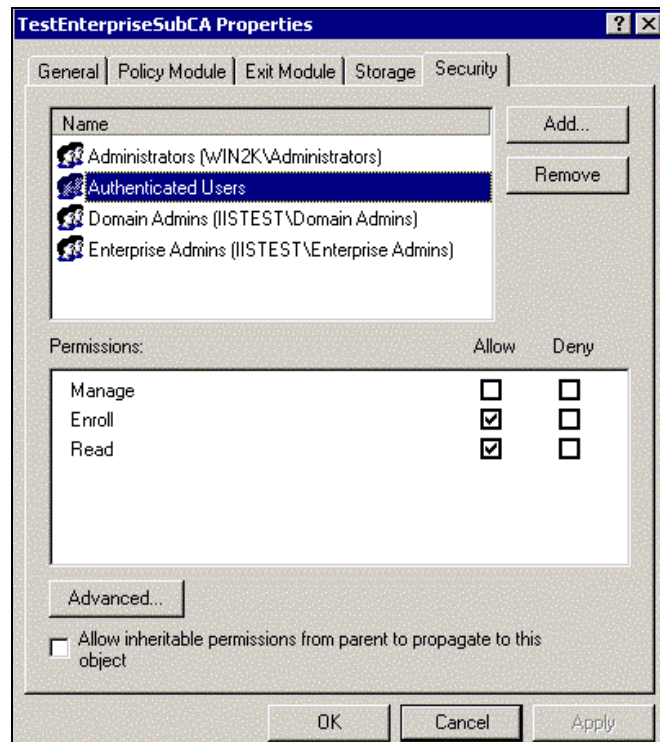 TestEnterpriseSubCA Properties ? X
General Policy Module Exit Module Storage Security
Name
Add...
Administrators (WIN2K\Administrators)
Authenticated Users
Remove
Domain Admins (IISTEST\Domain Admins)
Enterprise Admins (IISTEST\Enterprise Admins)
Permissions: Allow Deny
Manage
Enroll
Read
Advanced...
Allow inheritable permissions from parent to propagate to this
object
OK Cancel Apply